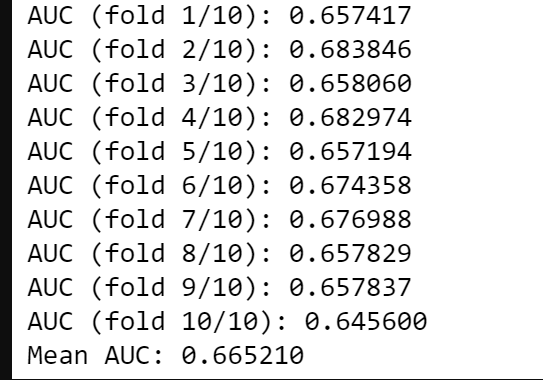 AUC (fold 1/10): 0.657417
AUC (fold 2/10): 0.683846
AUC (fold 3/10): 0.658060
AUC (fold 4/10): 0.682974
AUC (fold 5/10): 0.657194
AUC (fold 6/10): 0.674358
AUC (fold 7/10): 0.676988
AUC (fold 8/10): 0.657829
AUC (fold 9/10): 0.657837
AUC (fold 10/10): 0.645600
Mean AUC: 0.665210